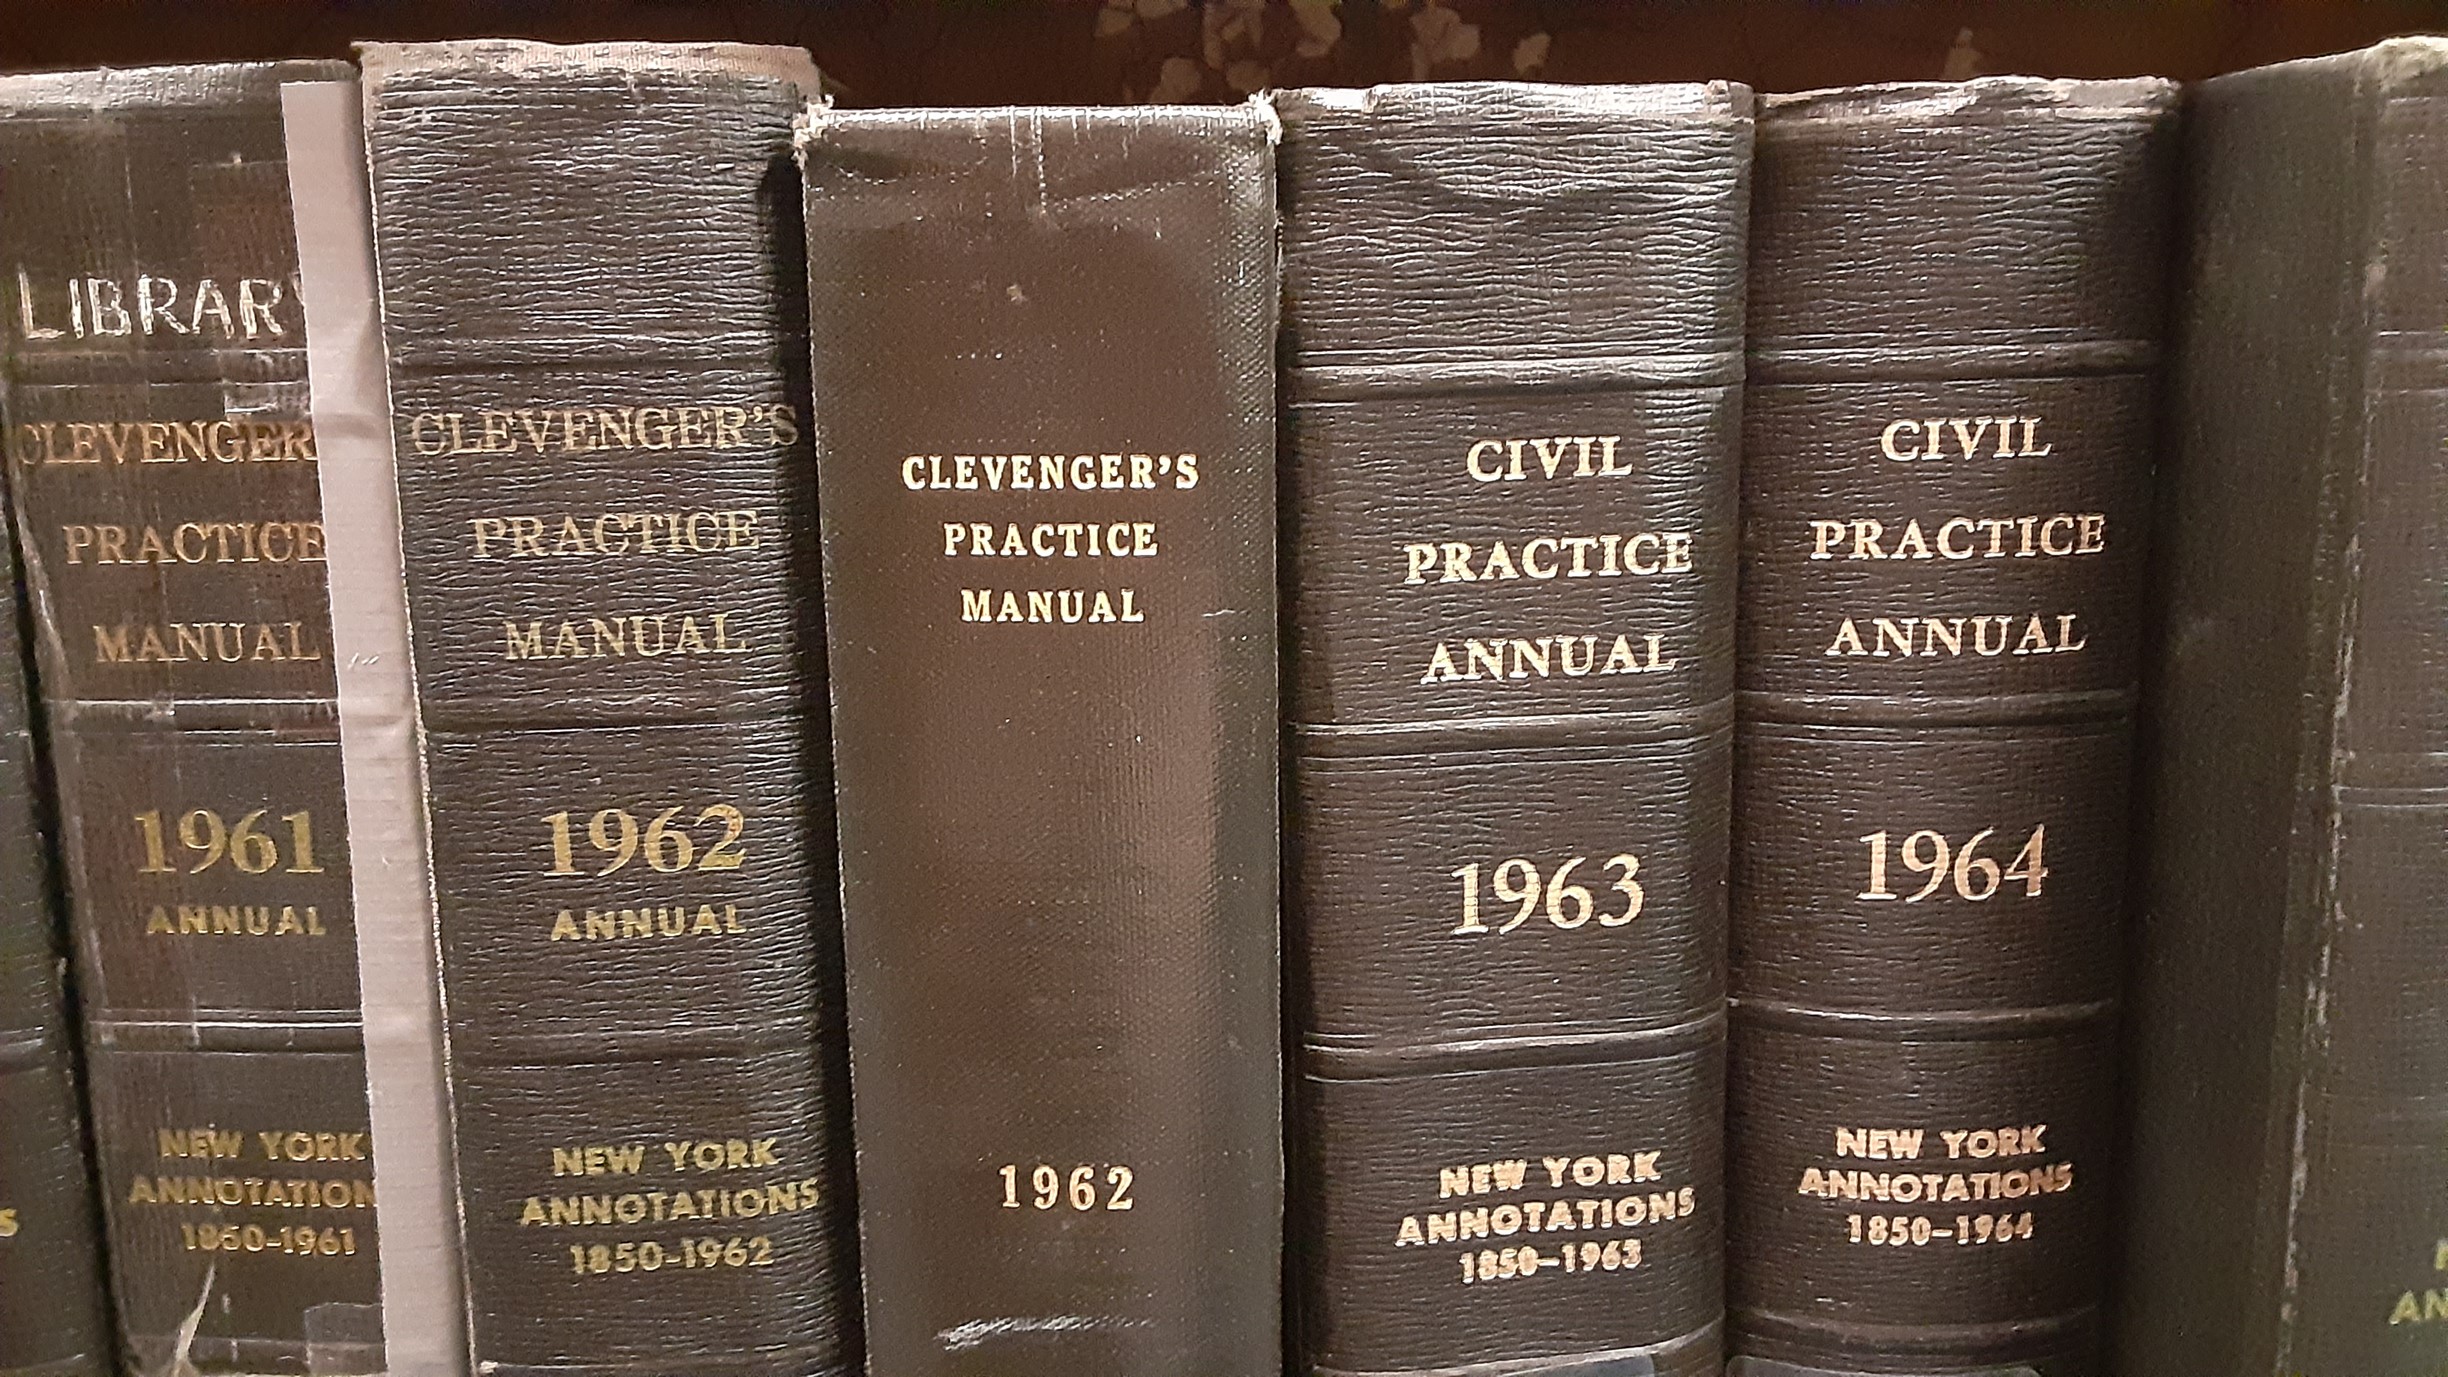 LIBRARY
CLEVENGER
PRACTICE
MANUAL
1961
ANNUAL
NEW YORK
ANNOTATION
1850-1961
CLEVENGER'S
PRACTICE
MANUAL
1962
ANNUAL
NEW YORK
ANNOTATIONS
1850-1962
CLEVENGER'S
PRACTICE
MANUAL
1962
CIVIL
PRACTICE
ANNUAL
1963
NEW YORK
ANNOTATIONS
1850-1963
CIVIL
PRACTICE
ANNUAL
1964
NEW YORK
ANNOTATIONS
1850-1964
AN